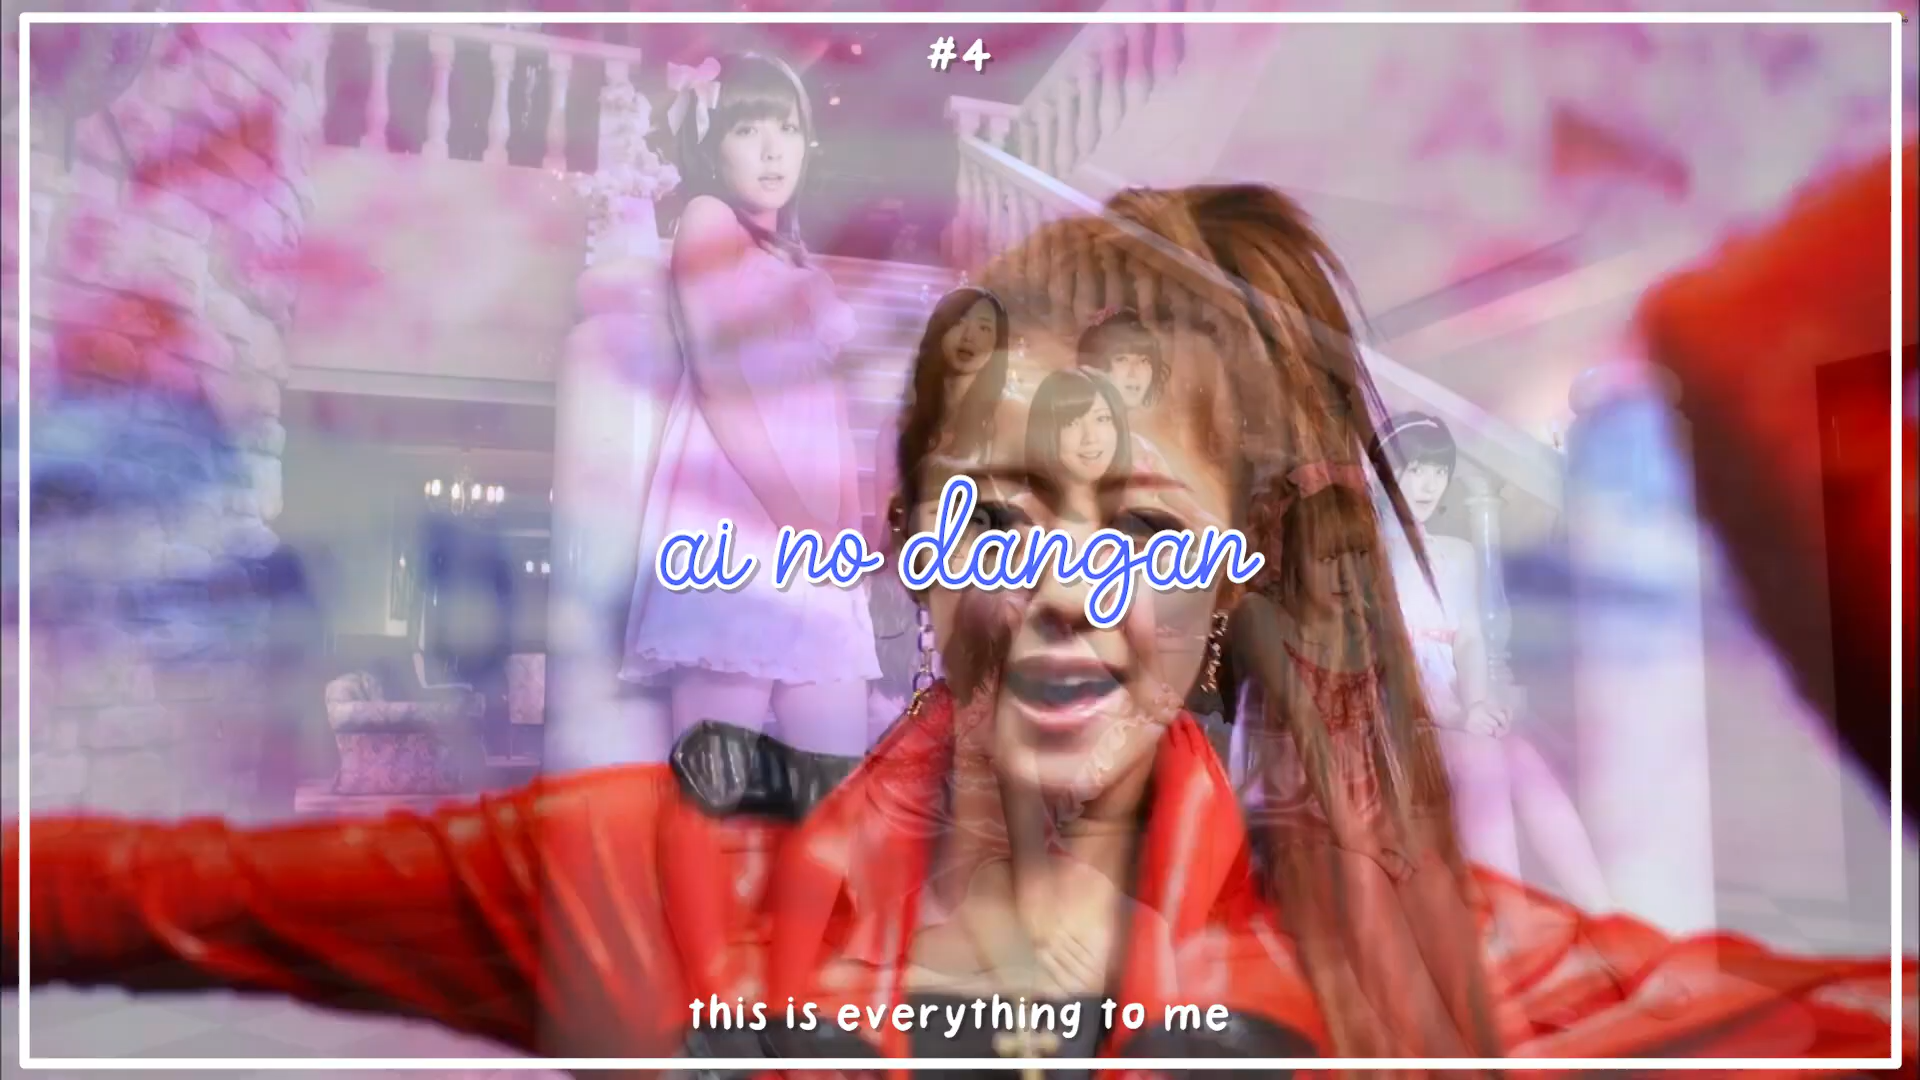 #4
ai no dangan
this is everything to me